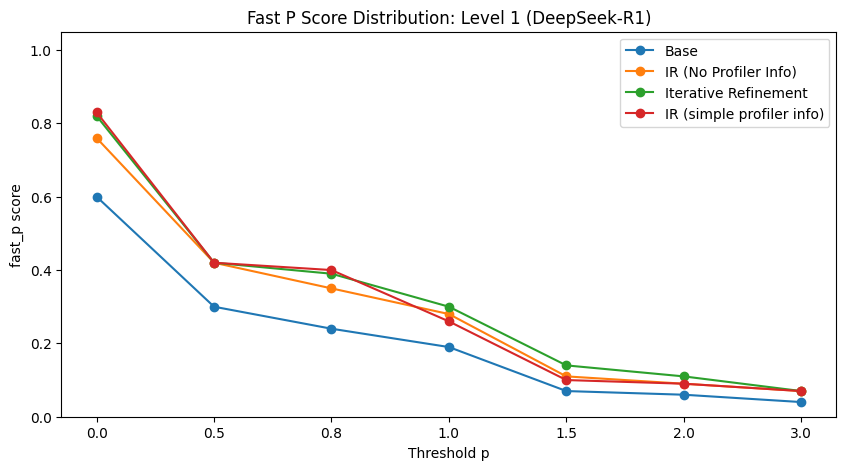 Fast P Score Distribution: Level 1 (DeepSeek-R1)
1.0
0.8
0.6
0.4
0.2
0.0
fast_p score
Base
IR (No Profiler Info)
Iterative Refinement
IR (simple profiler info)
0.0 0.5 0.8 1.0 1.5 2.0 3.0
Threshold p